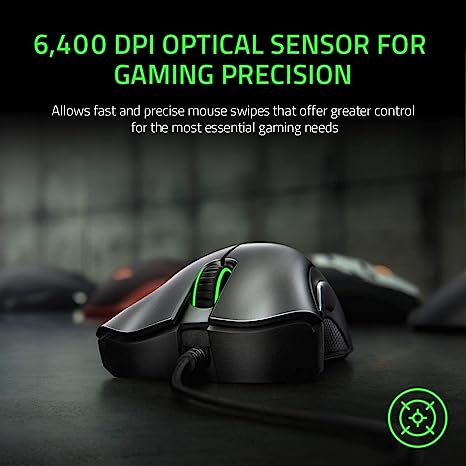 6,400 DPI OPTICAL SENSOR FOR
GAMING PRECISION
Allows fast and precise mouse swipes that offer greater control
for the most essential gaming needs